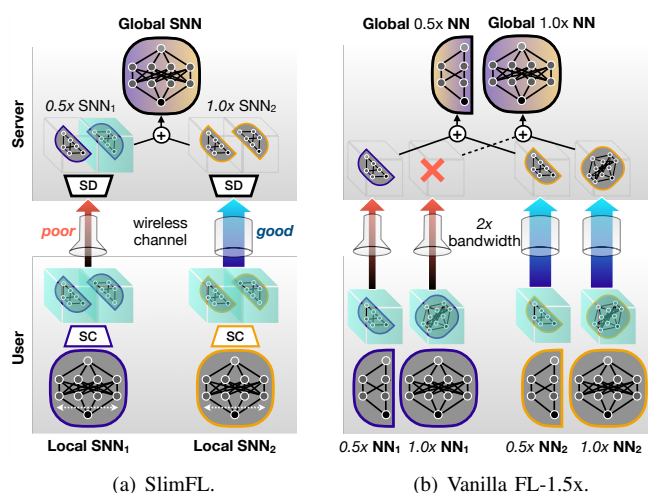 Global SNN
Global 0.5x NN
Global 1.0x NN
Server
0.5x SNN₁
1.0x SNN₂
+
+
+
SD
SD
poor
wireless
channel
good
2x
bandwidth
User
SC
SC
Local SNN₁
Local SNN₂
0.5x NN₁
1.0x NN₁
0.5x NN₂
1.0x NN₂
(a) SlimFL.
(b) Vanilla FL-1.5x.